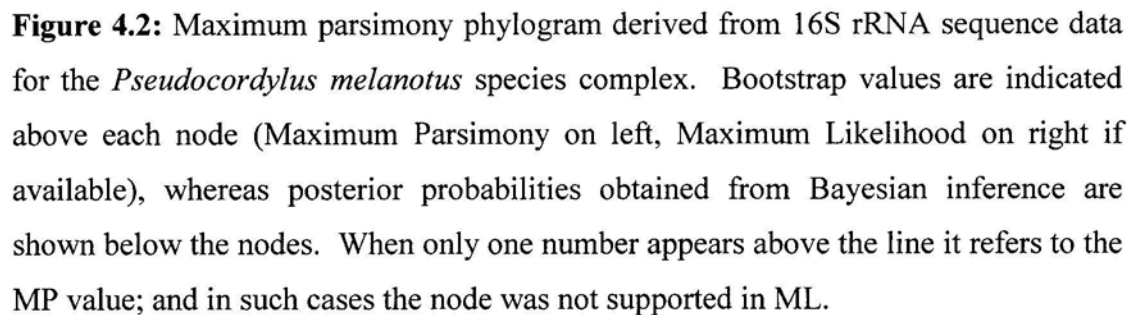 Figure 4.2: Maximum parsimony phylogram derived from 16S rRNA sequence data
for the Pseudocordylus melanotus species complex. Bootstrap values are indicated
above each node (Maximum Parsimony on left, Maximum Likelihood on right if
available), whereas posterior probabilities obtained from Bayesian inference are
shown below the nodes. When only one number appears above the line it refers to the
MP value; and in such cases the node was not supported in ML.